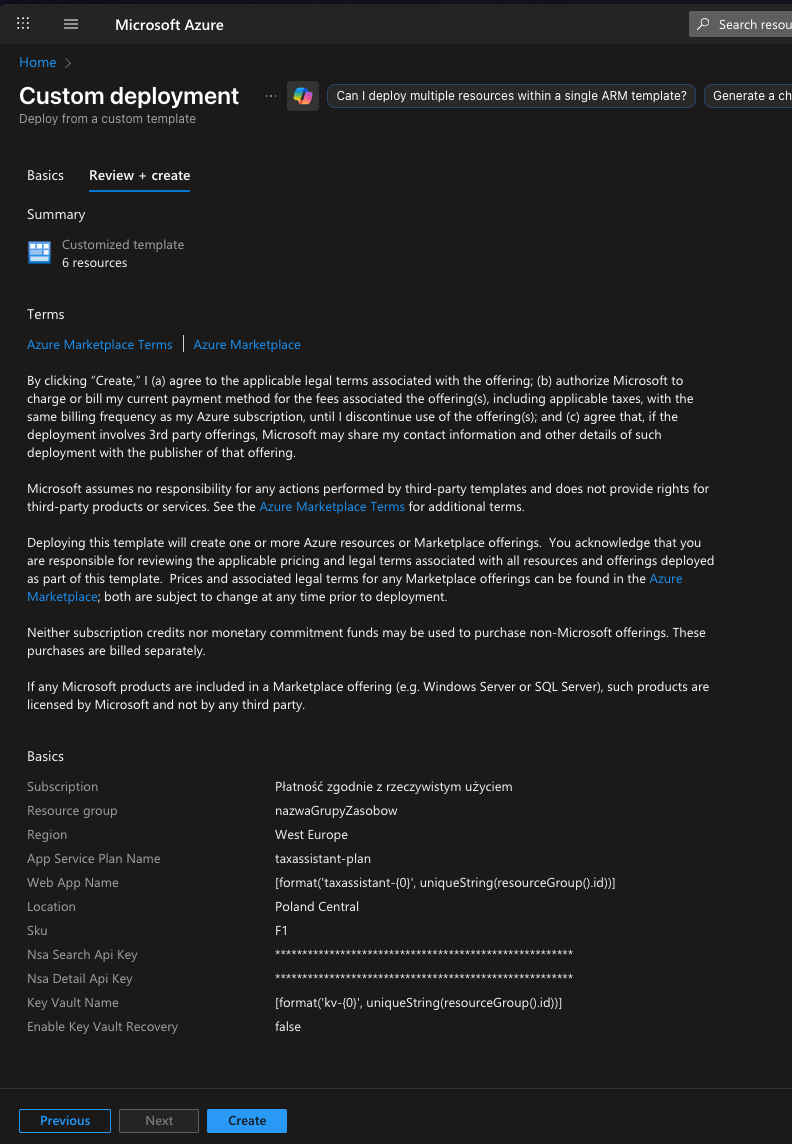 Microsoft Azure
Search resou
Home
Custom deployment
Deploy from a custom template
Can I deploy multiple resources within a single ARM template?
Generate a ch
Basics
Review + create
Summary
Customized template
6 resources
Terms
Azure Marketplace Terms
Azure Marketplace
By clicking “Create,” I (a) agree to the applicable legal terms associated with the offering; (b) authorize Microsoft to
charge or bill my current payment method for the fees associated the offering(s), including applicable taxes, with the
same billing frequency as my Azure subscription, until I discontinue use of the offering(s); and (c) agree that, if the
deployment involves 3rd party offerings, Microsoft may share my contact information and other details of such
deployment with the publisher of that offering.
Microsoft assumes no responsibility for any actions performed by third-party templates and does not provide rights for
third-party products or services. See the Azure Marketplace Terms for additional terms.
Deploying this template will create one or more Azure resources or Marketplace offerings.  You acknowledge that you
are responsible for reviewing the applicable pricing and legal terms associated with all resources and offerings deployed
as part of this template.  Prices and associated legal terms for any Marketplace offerings can be found in the Azure
Marketplace; both are subject to change at any time prior to deployment.
Neither subscription credits nor monetary commitment funds may be used to purchase non-Microsoft offerings. These
purchases are billed separately.
If any Microsoft products are included in a Marketplace offering (e.g. Windows Server or SQL Server), such products are
licensed by Microsoft and not by any third party.
Basics
Subscription Płatność zgodnie z rzeczywistym użyciem
Resource group nazwaGrupyZasobow
Region West Europe
App Service Plan Name taxassistant-plan
Web App Name [format('taxassistant-{0}', uniqueString(resourceGroup().id))]
Location Poland Central
Sku F1
Nsa Search Api Key *******************************************************
Nsa Detail Api Key *******************************************************
Key Vault Name [format('kv-{0}', uniqueString(resourceGroup().id))]
Enable Key Vault Recovery false
Previous
Next
Create